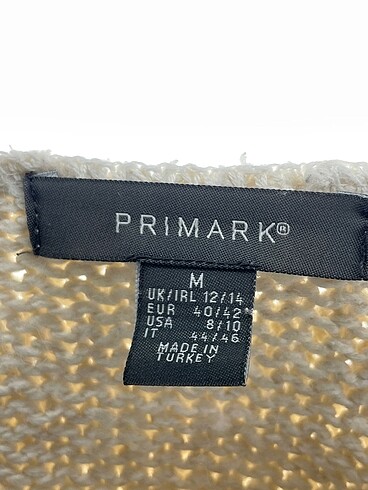 PRIMARK®
M
UK/IRL 12/14
EUR 40/42
USA 8/10
IT 44/46
MADE IN
TURKEY